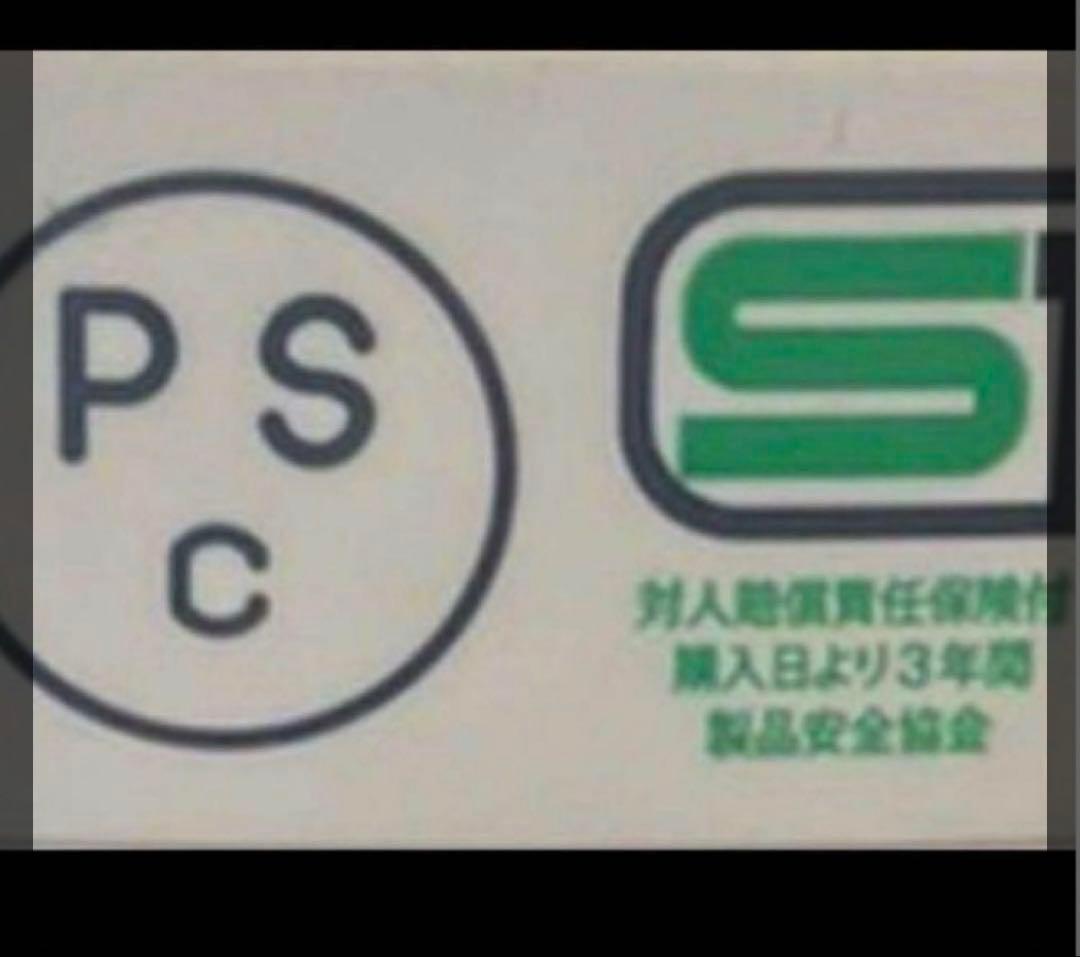 PS
C
S
対人賠償責任保険付
購入日より3年間
製品安全協会